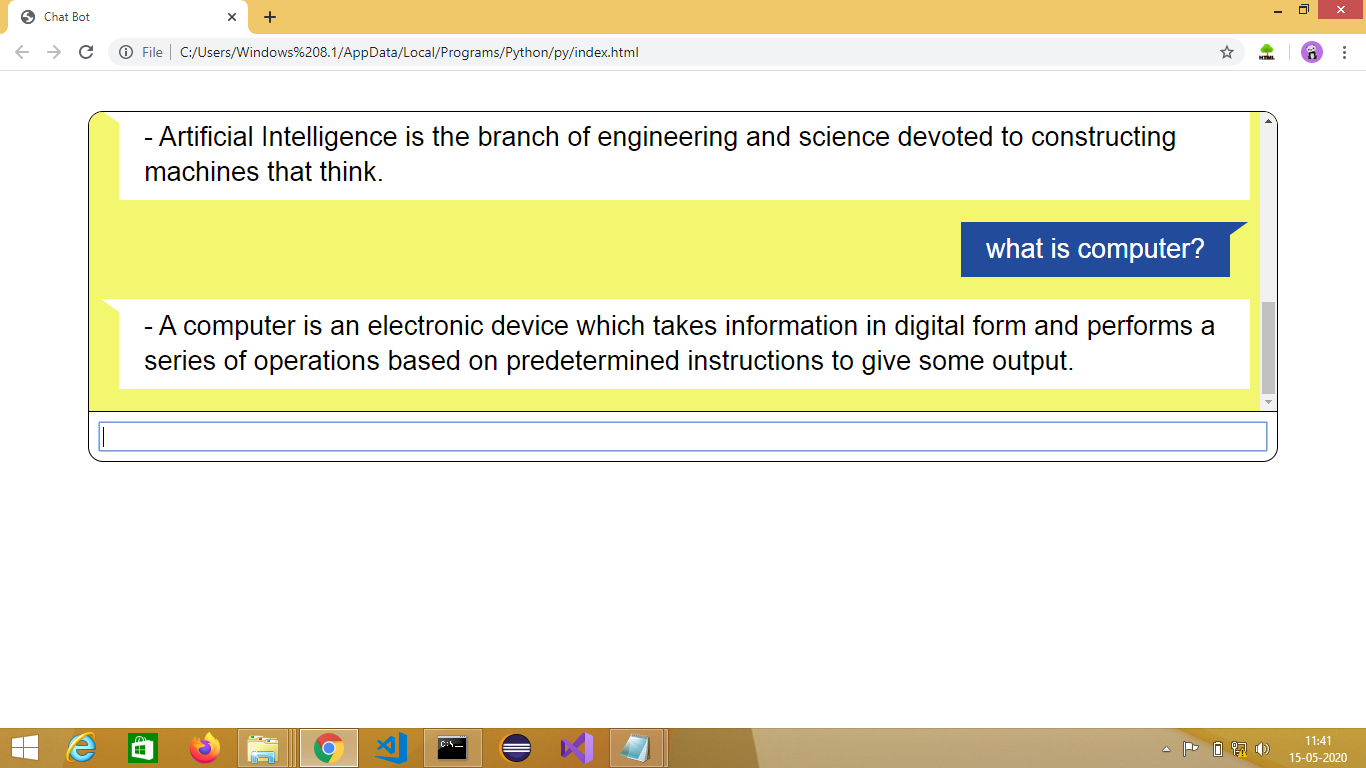 Chat Bot
File
C:/Users/Windows%208.1/AppData/Local/Programs/Python/py/index.html
- Artificial Intelligence is the branch of engineering and science devoted to constructing
machines that think.
what is computer?
- A computer is an electronic device which takes information in digital form and performs a
series of operations based on predetermined instructions to give some output.
11:41
15-05-2020